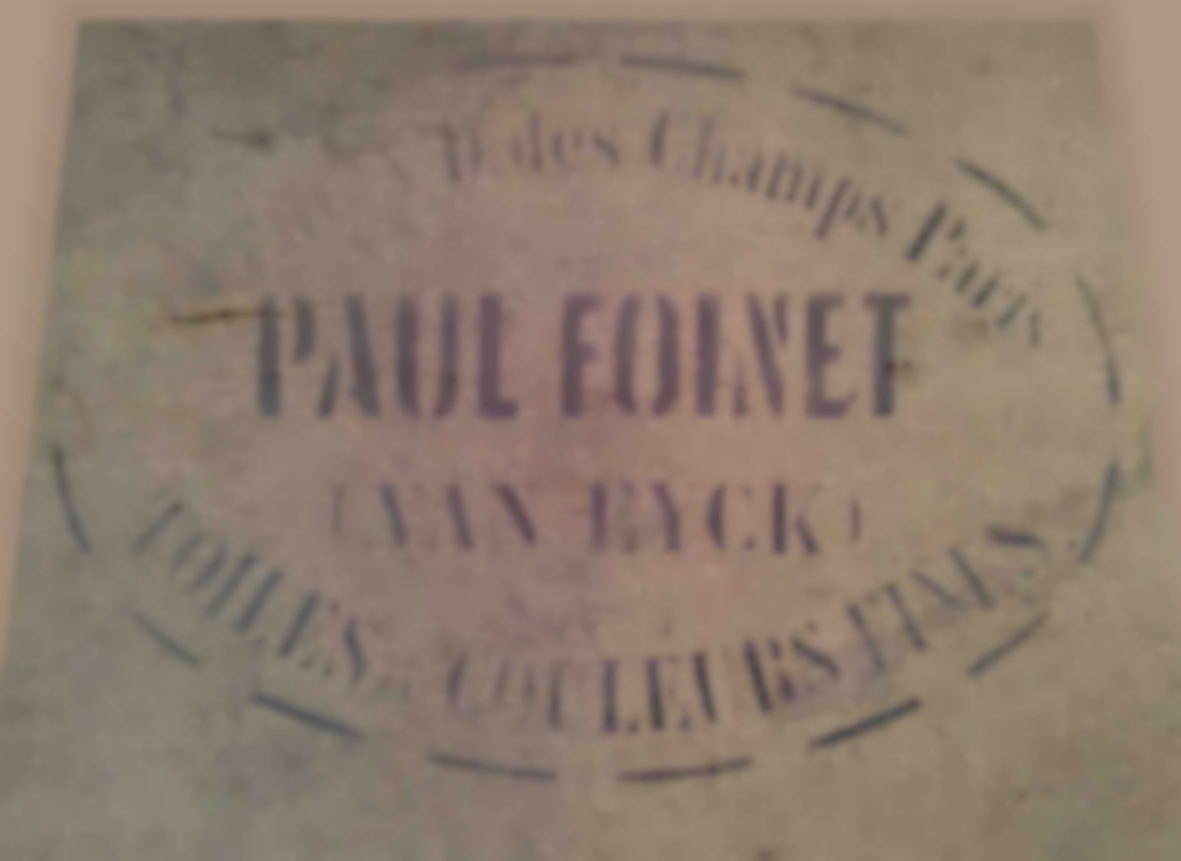 des Champs Paris
PAUL FOINET
(VAN EYCK)
TOILES COULEURS FINES